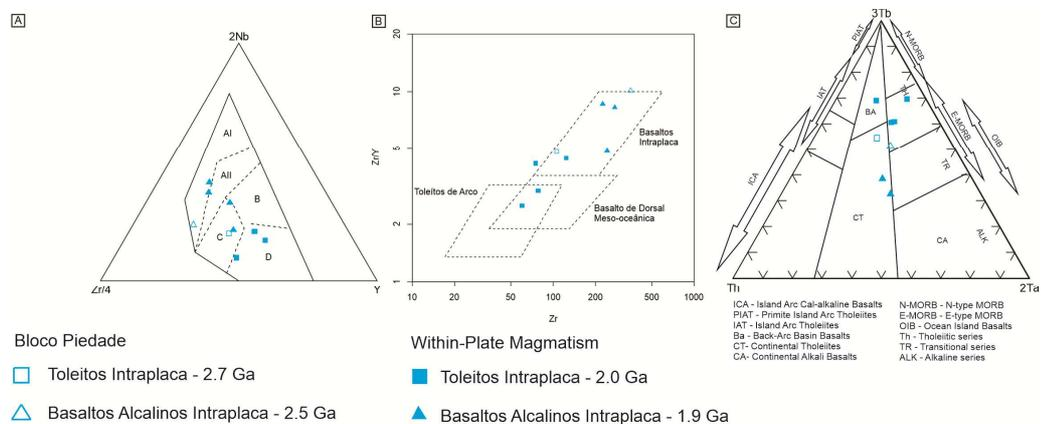 A
2Nb
AI
AII
B
C
D
Zr/4
Y
B
Zr/Y
20
10
5
2
1
Basaltos
Intraplaca
Toleítos de Arco
Basalto de Dorsal
Meso-oceânica
10
20
50
100
200
500
1000
Zr
C
3Tb
PIAT
N-MORB
IAT
TH
BA
E-MORB
OIB
ICA
TR
CT
CA
ALK
Th
2Ta
ICA - Island Arc Cal-alkaline Basalts
PIAT - Primite Island Arc Tholeiites
IAT - Island Arc Tholeiites
Ba - Back-Arc Basin Basalts
CT- Continental Tholeiites
CA- Continental Alkali Basalts
N-MORB - N-type MORB
E-MORB - E-type MORB
OIB - Ocean Island Basalts
Th - Tholeiitic series
TR - Transitional series
ALK - Alkaline series
Bloco Piedade
Toleitos Intraplaca - 2.7 Ga
Basaltos Alcalinos Intraplaca - 2.5 Ga
Within-Plate Magmatism
Toleitos Intraplaca - 2.0 Ga
Basaltos Alcalinos Intraplaca - 1.9 Ga